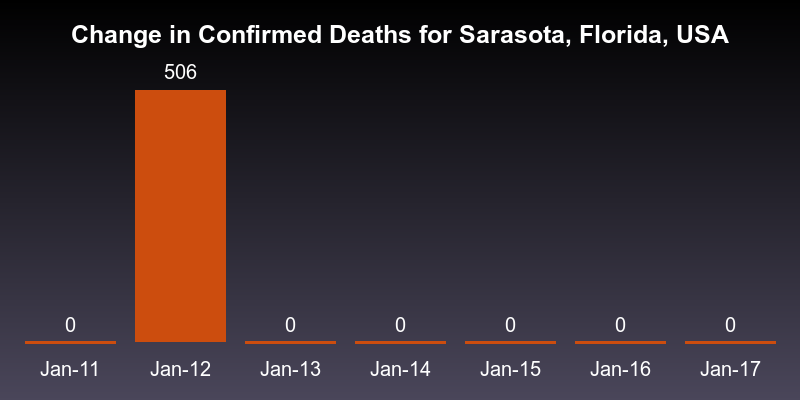 Change in Confirmed Deaths for Sarasota, Florida, USA
506
0 0 0 0 0 0
Jan-11 Jan-12 Jan-13 Jan-14 Jan-15 Jan-16 Jan-17